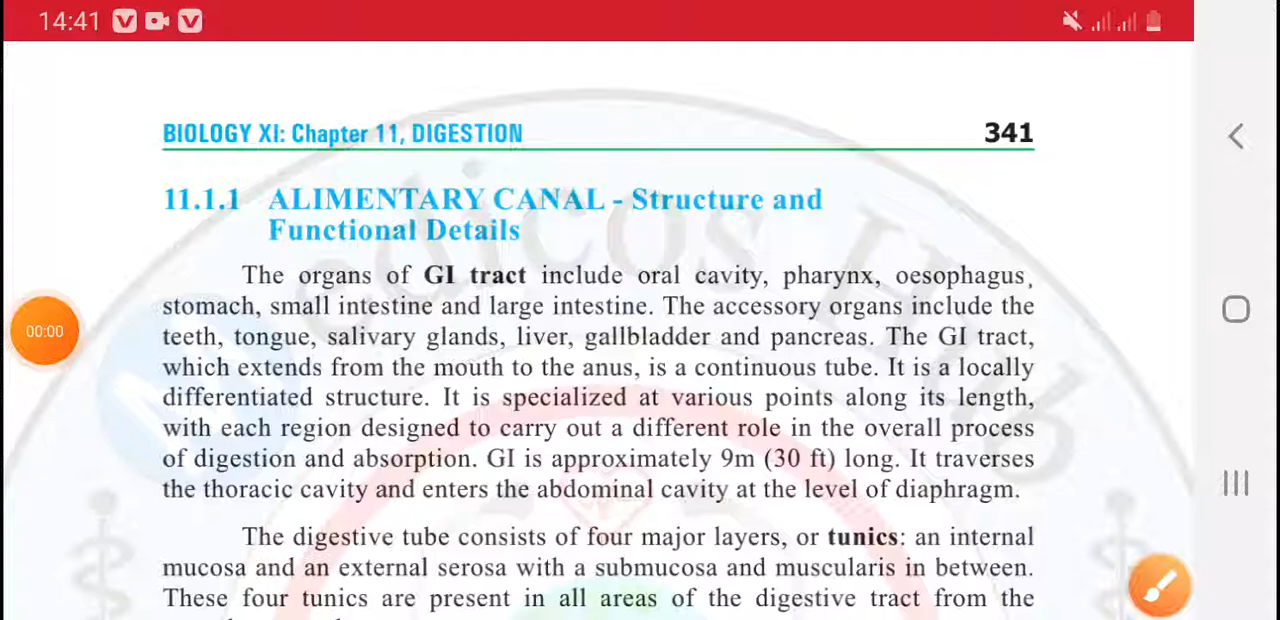 14:41
BIOLOGY XI: Chapter 11, DIGESTION 341
11.1.1 ALIMENTARY CANAL - Structure and
Functional Details
The organs of GI tract include oral cavity, pharynx, oesophagus,
stomach, small intestine and large intestine. The accessory organs include the
teeth, tongue, salivary glands, liver, gallbladder and pancreas. The GI tract,
which extends from the mouth to the anus, is a continuous tube. It is a locally
differentiated structure. It is specialized at various points along its length,
with each region designed to carry out a different role in the overall process
of digestion and absorption. GI is approximately 9m (30 ft) long. It traverses
the thoracic cavity and enters the abdominal cavity at the level of diaphragm.
The digestive tube consists of four major layers, or tunics: an internal
mucosa and an external serosa with a submucosa and muscularis in between.
These four tunics are present in all areas of the digestive tract from the
00:00
Medicos Hub